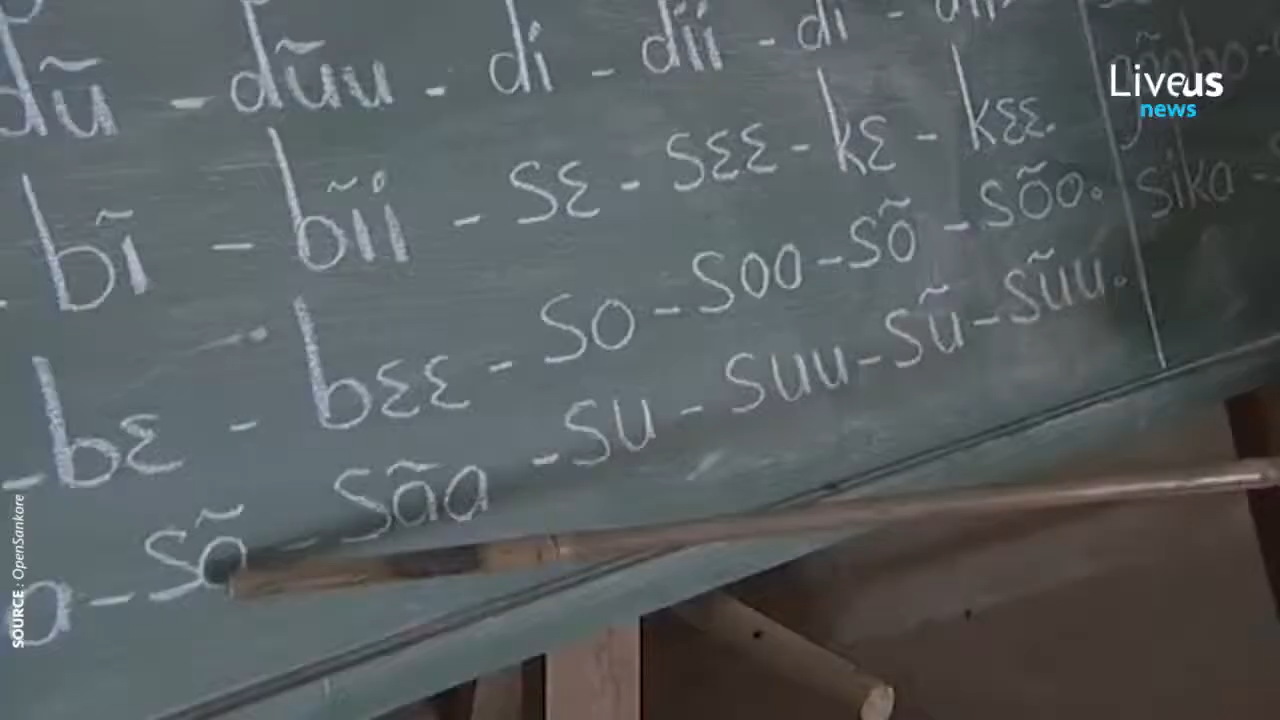 dũ - dũu - di - dii - di -
bĩ - bĩi - sɛ - sɛɛ - kɛ - kɛɛ.
- bɛ - bɛɛ - so - soo - sõ - sõo. sika -
sõ - sãa - su - suu - sũ - sũu.
Liveus
news
SOURCE : OpenSankore